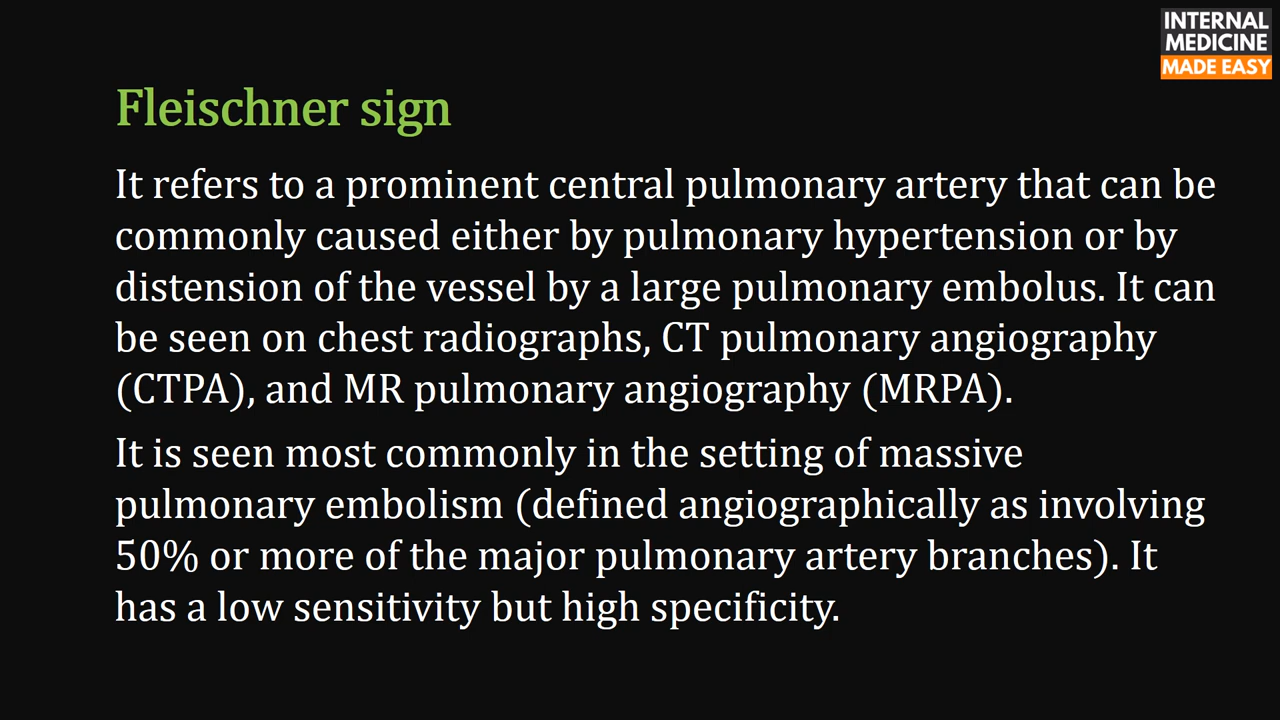 INTERNAL
MEDICINE
MADE EASY
Fleischner sign
It refers to a prominent central pulmonary artery that can be
commonly caused either by pulmonary hypertension or by
distension of the vessel by a large pulmonary embolus. It can
be seen on chest radiographs, CT pulmonary angiography
(CTPA), and MR pulmonary angiography (MRPA).
It is seen most commonly in the setting of massive
pulmonary embolism (defined angiographically as involving
50% or more of the major pulmonary artery branches). It
has a low sensitivity but high specificity.